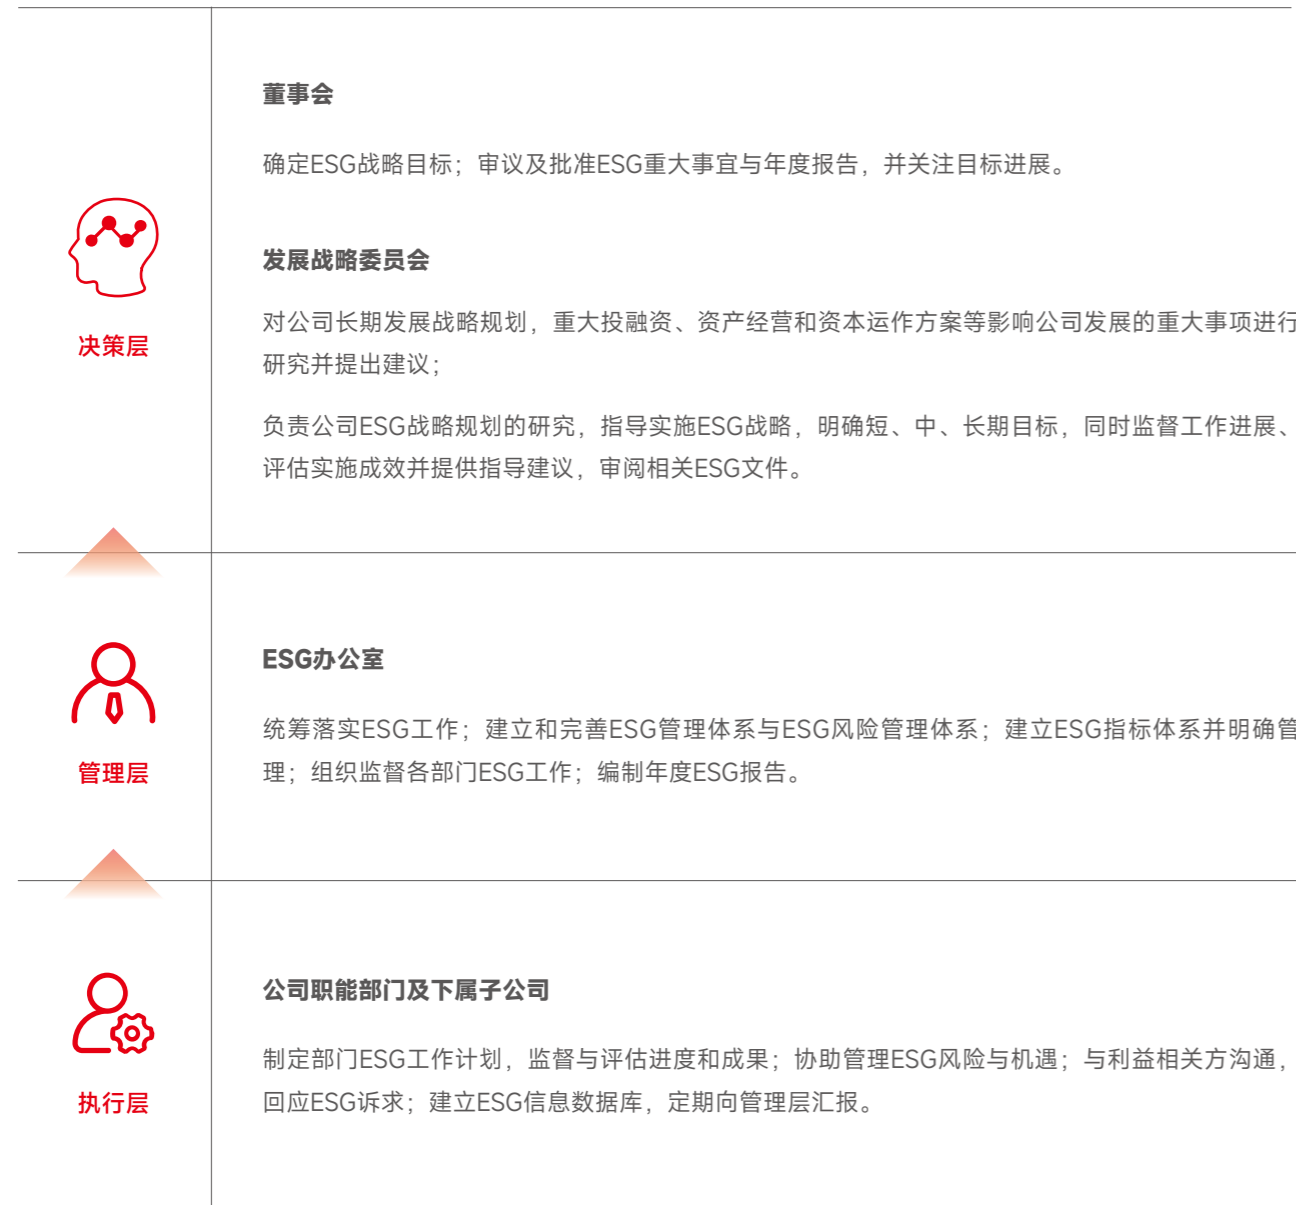 董事会
确定ESG战略目标；审议及批准ESG重大事宜与年度报告，并关注目标进展。
发展战略委员会
对公司长期发展战略规划，重大投融资、资产经营和资本运作方案等影响公司发展的重大事项进行
研究并提出建议；
负责公司ESG战略规划的研究，指导实施ESG战略，明确短、中、长期目标，同时监督工作进展、
评估实施成效并提供指导建议，审阅相关ESG文件。
决策层
ESG办公室
统筹落实ESG工作；建立和完善ESG管理体系与ESG风险管理体系；建立ESG指标体系并明确管
理；组织监督各部门ESG工作；编制年度ESG报告。
管理层
公司职能部门及下属子公司
制定部门ESG工作计划，监督与评估进度和成果；协助管理ESG风险与机遇；与利益相关方沟通，
回应ESG诉求；建立ESG信息数据库，定期向管理层汇报。
执行层